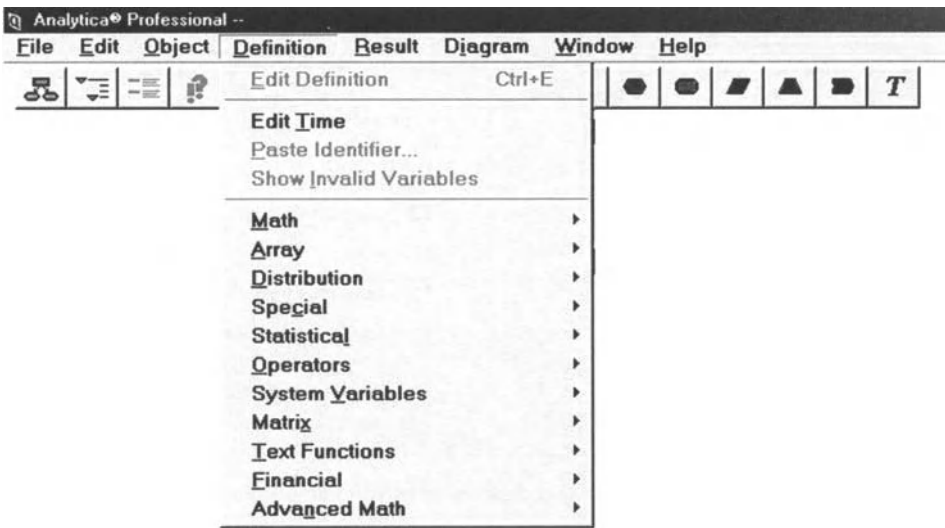 Analytica® Professional --
File Edit Object Definition Result Diagram Window Help
T
Edit Definition Ctrl+E
Edit Time
Paste Identifier...
Show Invalid Variables
Math
Array
Distribution
Special
Statistical
Operators
System Variables
Matrix
Text Functions
Financial
Advanced Math